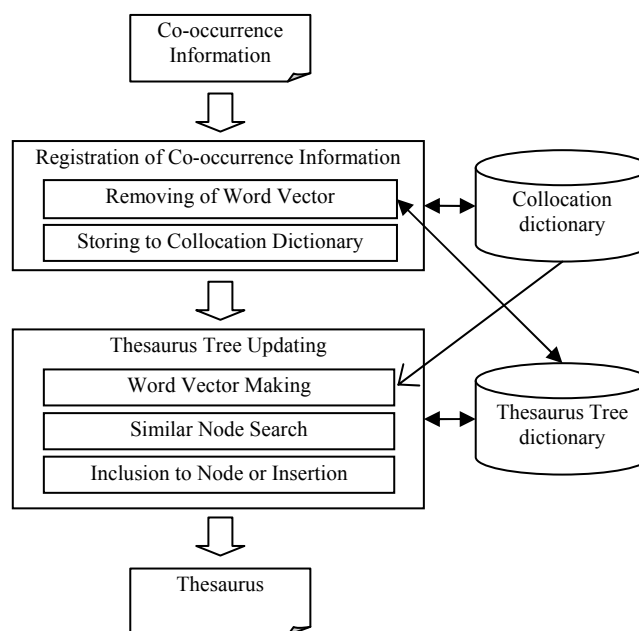 Co-occurrence
Information
Registration of Co-occurrence Information
Removing of Word Vector
Storing to Collocation Dictionary
Collocation
dictionary
Thesaurus Tree Updating
Word Vector Making
Similar Node Search
Inclusion to Node or Insertion
Thesaurus Tree
dictionary
Thesaurus